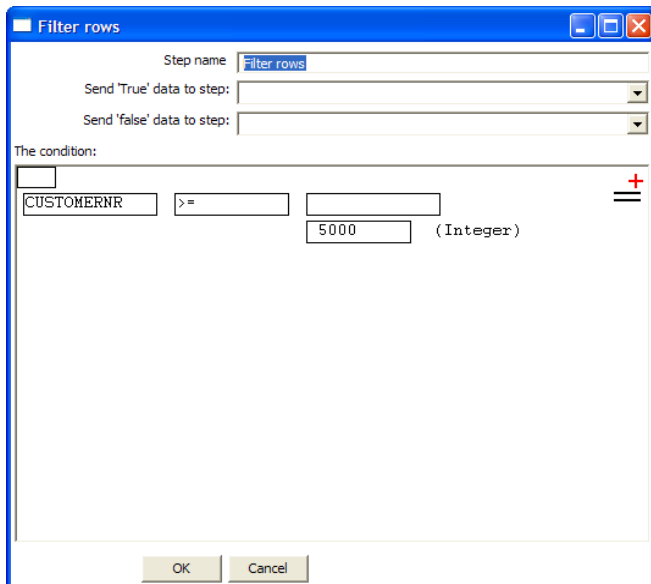 Filter rows
Step name Filter rows
Send 'True' data to step:
Send 'false' data to step:
The condition:
CUSTOMERNR >=
5000 (Integer)
OK Cancel